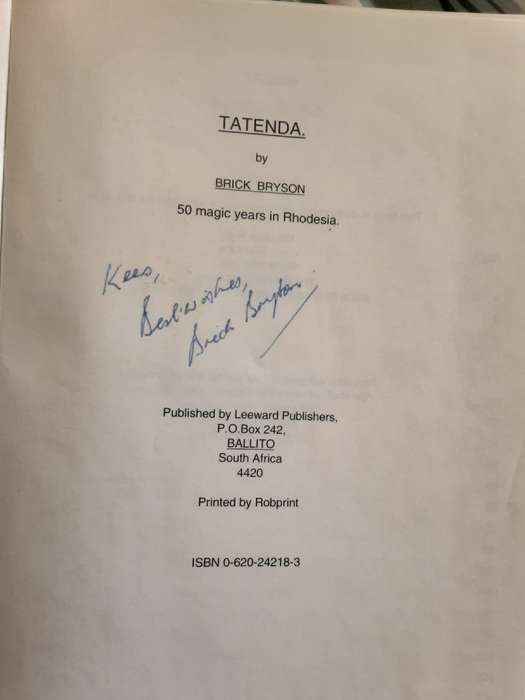 TATENDA.
by
BRICK BRYSON
50 magic years in Rhodesia.
Kees,
Best wishes,
Brick Bryson
Published by Leeward Publishers,
P.O.Box 242,
BALLITO
South Africa
4420
Printed by Robprint
ISBN 0-620-24218-3